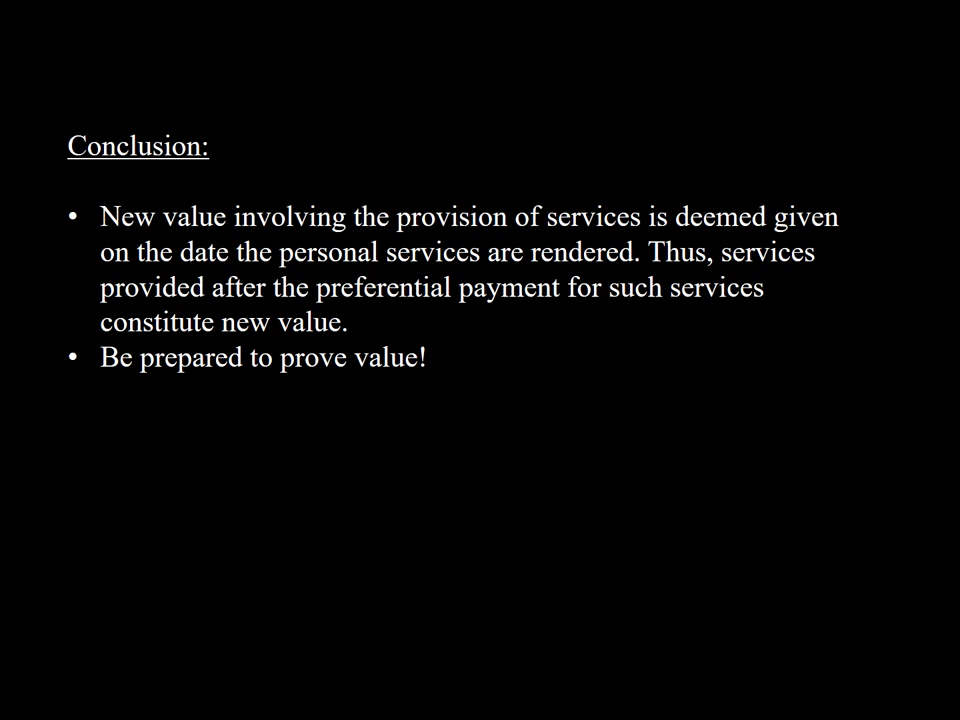 Conclusion:
• New value involving the provision of services is deemed given
on the date the personal services are rendered. Thus, services
provided after the preferential payment for such services
constitute new value.
• Be prepared to prove value!